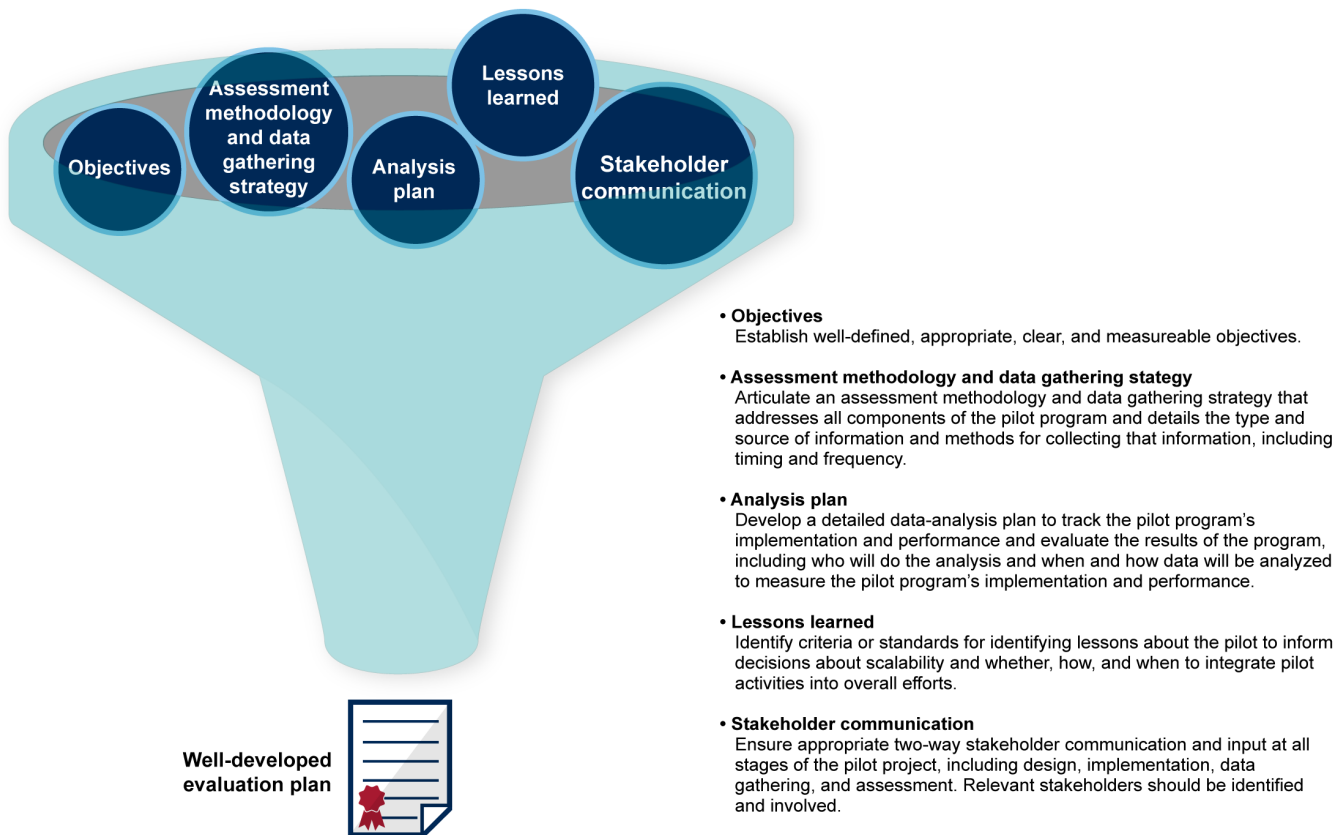 Objectives
Assessment
methodology
and data
gathering
strategy
Analysis
plan
Lessons
learned
Stakeholder
communication
• Objectives
Establish well-defined, appropriate, clear, and measureable objectives.
• Assessment methodology and data gathering stategy
Articulate an assessment methodology and data gathering strategy that
addresses all components of the pilot program and details the type and
source of information and methods for collecting that information, including
timing and frequency.
• Analysis plan
Develop a detailed data-analysis plan to track the pilot program’s
implementation and performance and evaluate the results of the program,
including who will do the analysis and when and how data will be analyzed
to measure the pilot program’s implementation and performance.
• Lessons learned
Identify criteria or standards for identifying lessons about the pilot to inform
decisions about scalability and whether, how, and when to integrate pilot
activities into overall efforts.
• Stakeholder communication
Ensure appropriate two-way stakeholder communication and input at all
stages of the pilot project, including design, implementation, data
gathering, and assessment. Relevant stakeholders should be identified
and involved.
Well-developed
evaluation plan